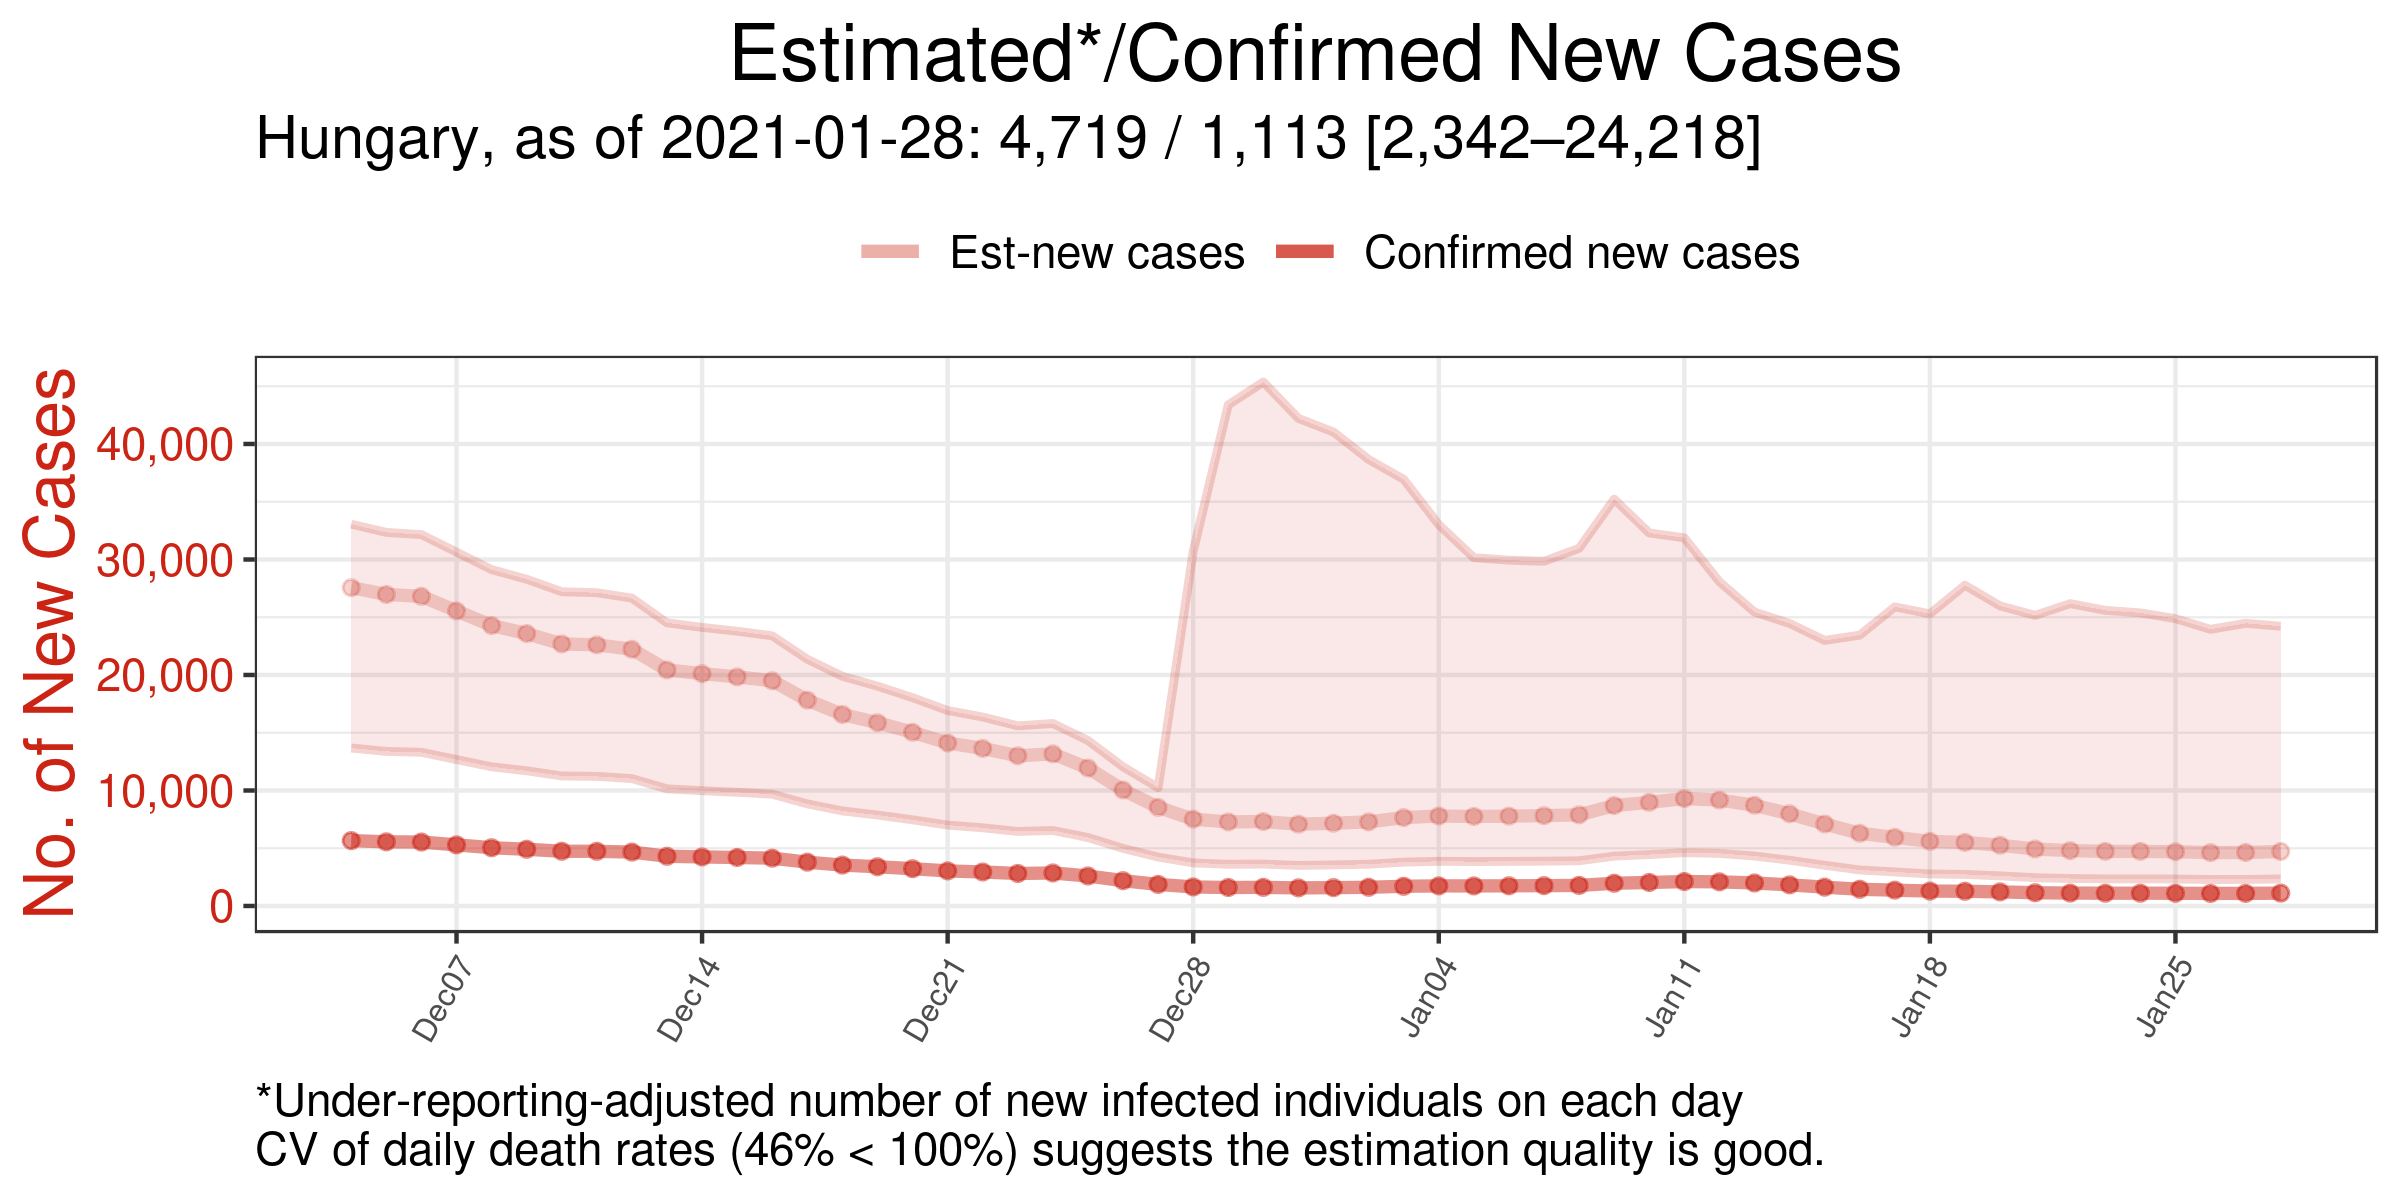 Estimated*/Confirmed New Cases
Hungary, as of 2021-01-28: 4,719 / 1,113 [2,342–24,218]
Est-new cases
Confirmed new cases
No. of New Cases
40,000
30,000
20,000
10,000
0
Dec07
Dec14
Dec21
Dec28
Jan04
Jan11
Jan18
Jan25
*Under-reporting-adjusted number of new infected individuals on each day
CV of daily death rates (46% < 100%) suggests the estimation quality is good.